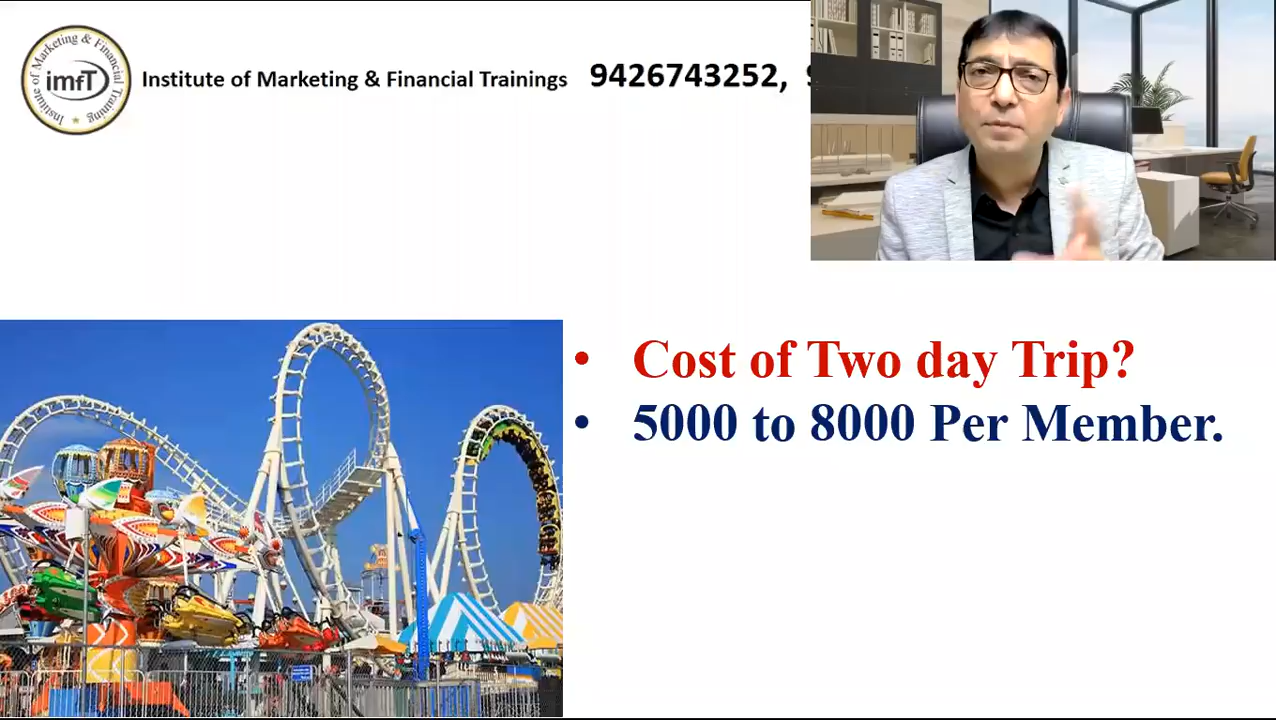 Institute of Marketing & Financial Training
imfT
Institute of Marketing & Financial Trainings 9426743252,
• Cost of Two day Trip?
• 5000 to 8000 Per Member.